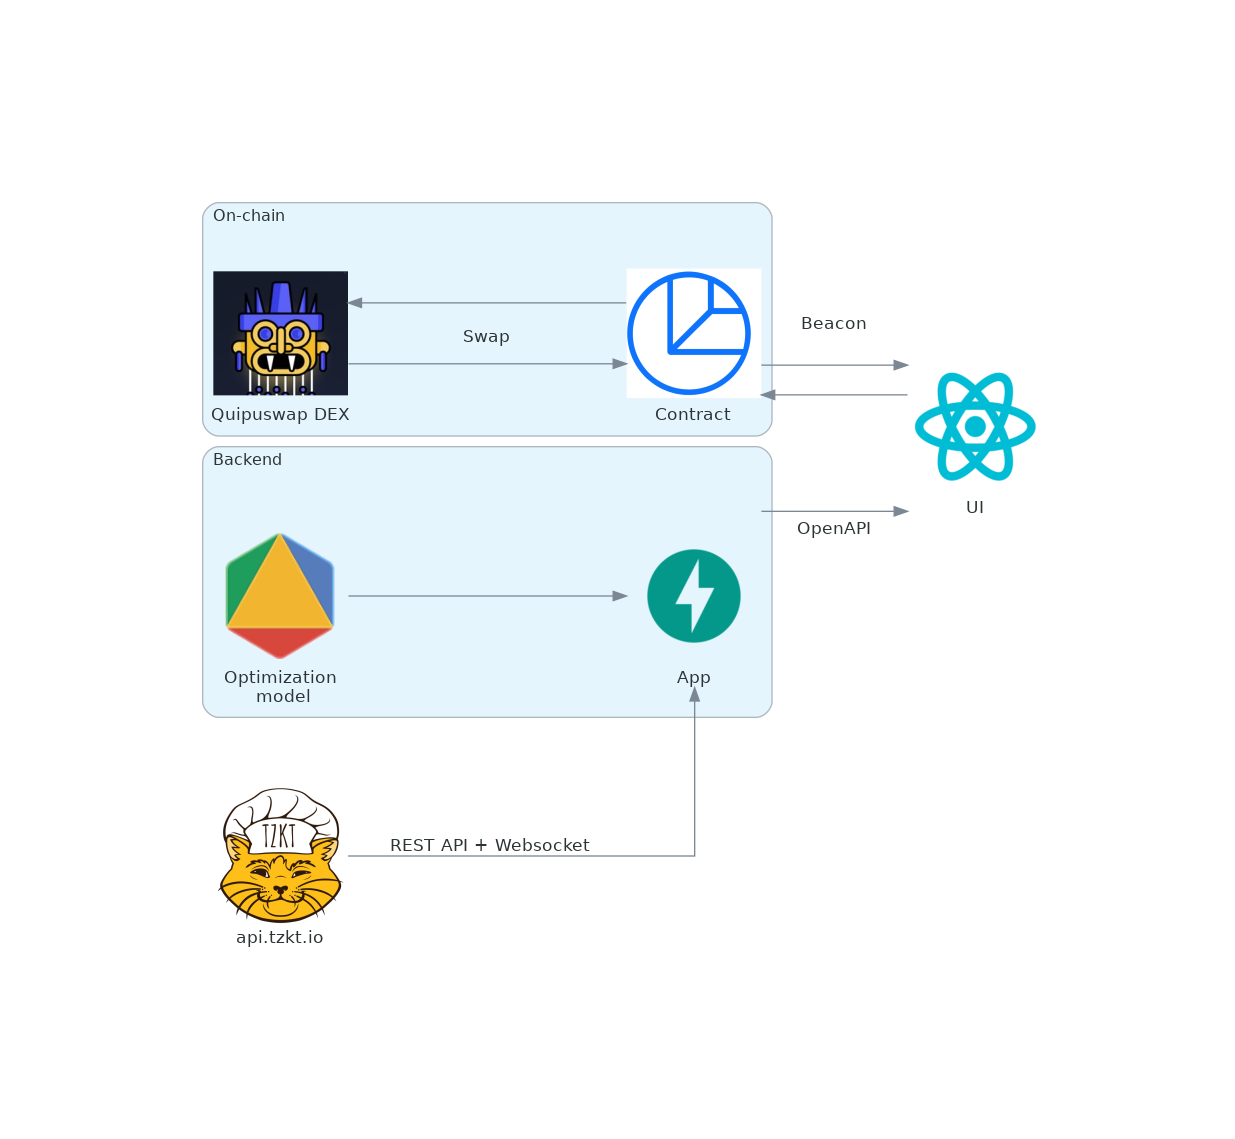 On-chain
Swap
Beacon
Quipuswap DEX
Contract
Backend
UI
OpenAPI
Optimization
model
App
TZKT
REST API + Websocket
api.tzkt.io